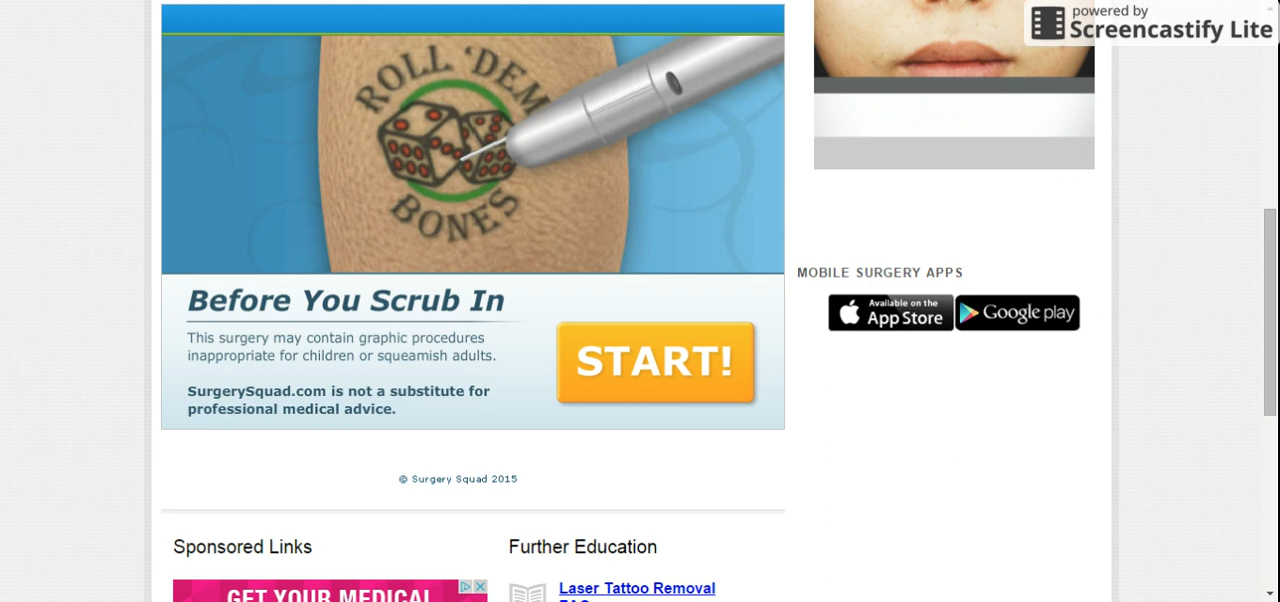 powered by
Screencastify Lite
ROLL 'DEM
BONES
Before You Scrub In
This surgery may contain graphic procedures
inappropriate for children or squeamish adults.
START!
SurgerySquad.com is not a substitute for
professional medical advice.
MOBILE SURGERY APPS
Available on the
App Store
Google play
© Surgery Squad 2015
Sponsored Links
Further Education
GET YOUR MEDICAL
Laser Tattoo Removal